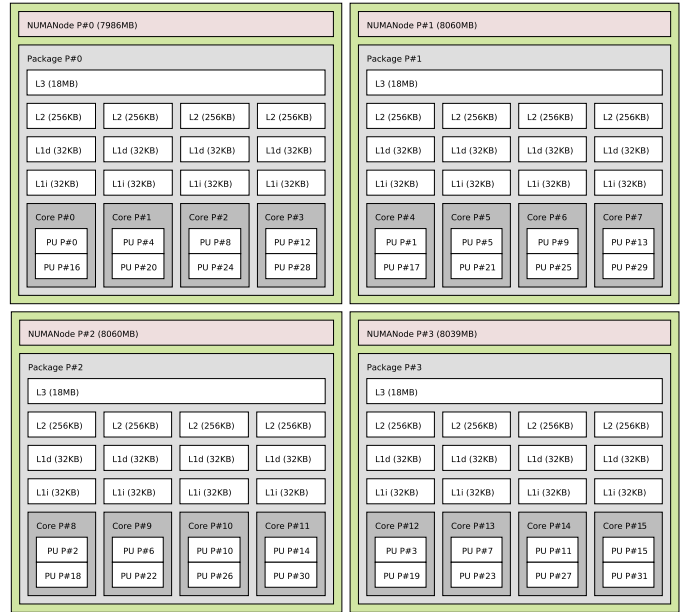 NUMANode P#0 (7986MB)
Package P#0
L3 (18MB)
L2 (256KB) L2 (256KB) L2 (256KB) L2 (256KB)
L1d (32KB) L1d (32KB) L1d (32KB) L1d (32KB)
L1i (32KB) L1i (32KB) L1i (32KB) L1i (32KB)
Core P#0 Core P#1 Core P#2 Core P#3
PU P#0 PU P#4 PU P#8 PU P#12
PU P#16 PU P#20 PU P#24 PU P#28
NUMANode P#1 (8060MB)
Package P#1
L3 (18MB)
L2 (256KB) L2 (256KB) L2 (256KB) L2 (256KB)
L1d (32KB) L1d (32KB) L1d (32KB) L1d (32KB)
L1i (32KB) L1i (32KB) L1i (32KB) L1i (32KB)
Core P#4 Core P#5 Core P#6 Core P#7
PU P#1 PU P#5 PU P#9 PU P#13
PU P#17 PU P#21 PU P#25 PU P#29
NUMANode P#2 (8060MB)
Package P#2
L3 (18MB)
L2 (256KB) L2 (256KB) L2 (256KB) L2 (256KB)
L1d (32KB) L1d (32KB) L1d (32KB) L1d (32KB)
L1i (32KB) L1i (32KB) L1i (32KB) L1i (32KB)
Core P#8 Core P#9 Core P#10 Core P#11
PU P#2 PU P#6 PU P#10 PU P#14
PU P#18 PU P#22 PU P#26 PU P#30
NUMANode P#3 (8039MB)
Package P#3
L3 (18MB)
L2 (256KB) L2 (256KB) L2 (256KB) L2 (256KB)
L1d (32KB) L1d (32KB) L1d (32KB) L1d (32KB)
L1i (32KB) L1i (32KB) L1i (32KB) L1i (32KB)
Core P#12 Core P#13 Core P#14 Core P#15
PU P#3 PU P#7 PU P#11 PU P#15
PU P#19 PU P#23 PU P#27 PU P#31